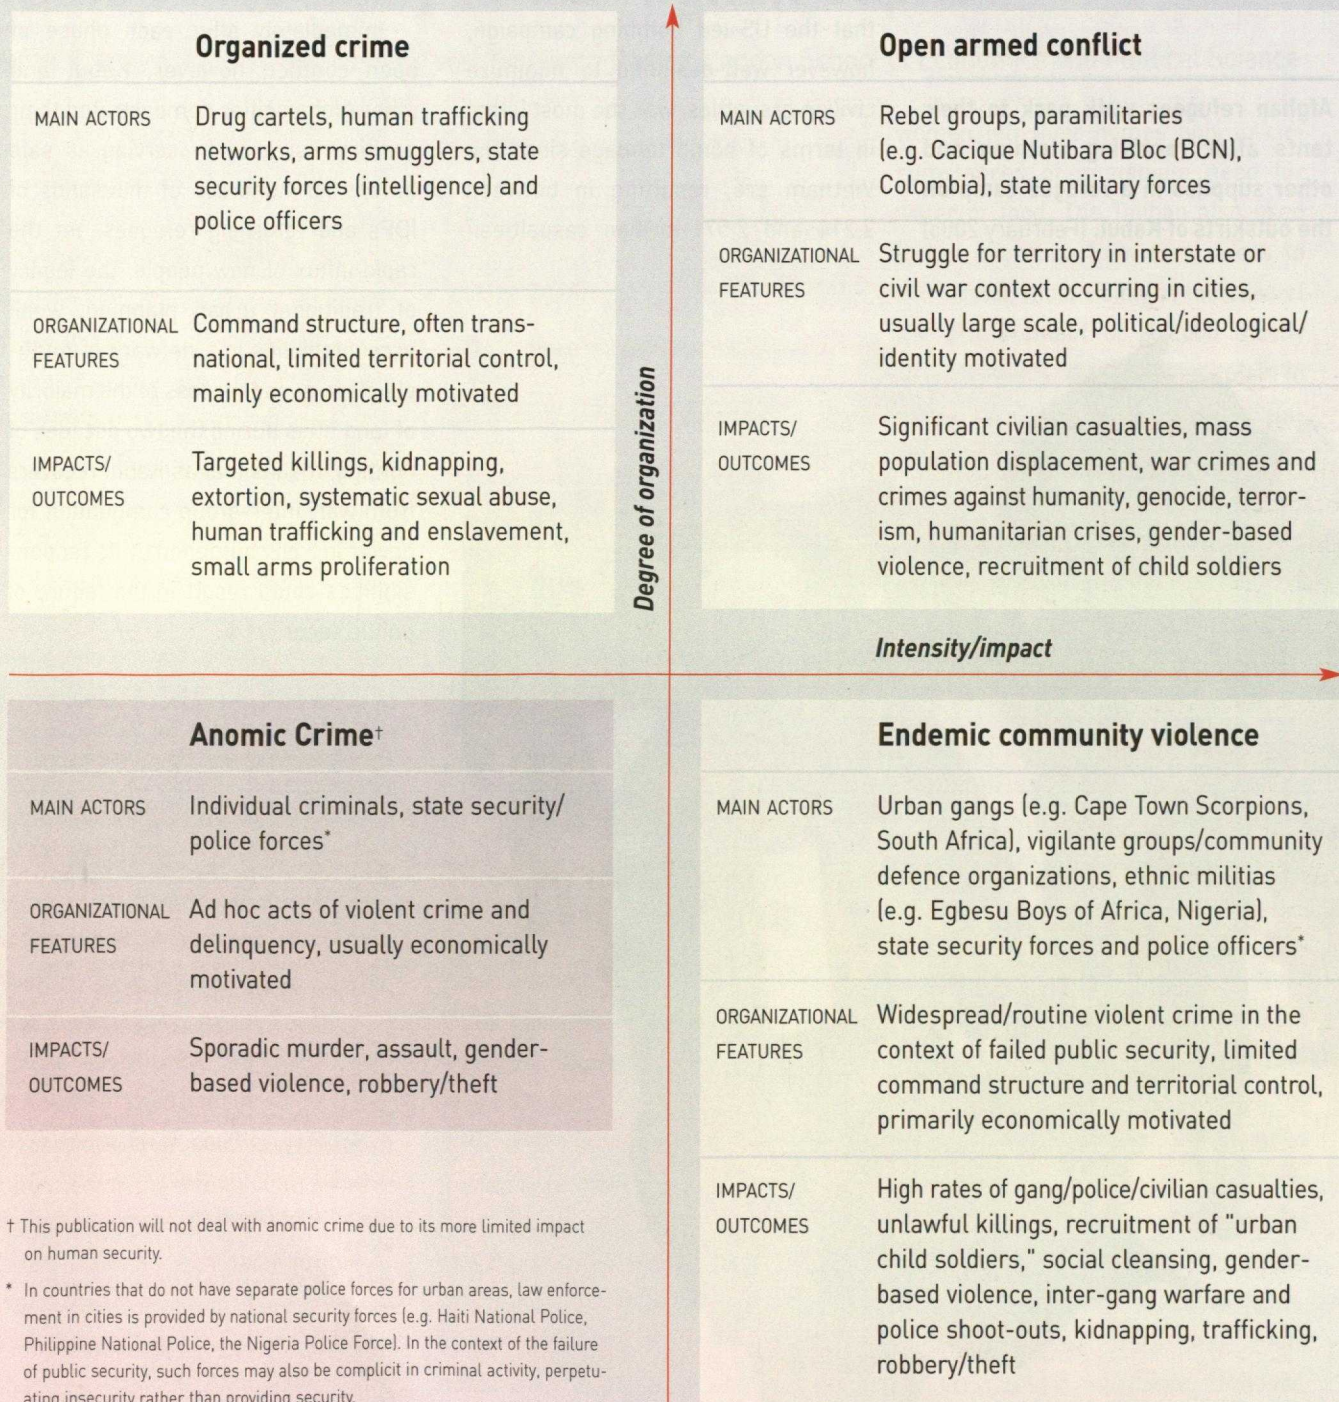 Organized crime
MAIN ACTORS
Drug cartels, human trafficking
networks, arms smugglers, state
security forces (intelligence) and
police officers
ORGANIZATIONAL
FEATURES
Command structure, often trans-
national, limited territorial control,
mainly economically motivated
IMPACTS/
OUTCOMES
Targeted killings, kidnapping,
extortion, systematic sexual abuse,
human trafficking and enslavement,
small arms proliferation
Degree of organization
Open armed conflict
MAIN ACTORS
Rebel groups, paramilitaries
(e.g. Cacique Nutibara Bloc (BCN),
Colombia), state military forces
ORGANIZATIONAL
FEATURES
Struggle for territory in interstate or
civil war context occurring in cities,
usually large scale, political/ideological/
identity motivated
IMPACTS/
OUTCOMES
Significant civilian casualties, mass
population displacement, war crimes and
crimes against humanity, genocide, terror-
ism, humanitarian crises, gender-based
violence, recruitment of child soldiers
Intensity/impact
Anomic Crime†
MAIN ACTORS
Individual criminals, state security/
police forces*
ORGANIZATIONAL
FEATURES
Ad hoc acts of violent crime and
delinquency, usually economically
motivated
IMPACTS/
OUTCOMES
Sporadic murder, assault, gender-
based violence, robbery/theft
Endemic community violence
MAIN ACTORS
Urban gangs (e.g. Cape Town Scorpions,
South Africa), vigilante groups/community
defence organizations, ethnic militias
(e.g. Egbesu Boys of Africa, Nigeria),
state security forces and police officers*
ORGANIZATIONAL
FEATURES
Widespread/routine violent crime in the
context of failed public security, limited
command structure and territorial control,
primarily economically motivated
IMPACTS/
OUTCOMES
High rates of gang/police/civilian casualties,
unlawful killings, recruitment of "urban
child soldiers," social cleansing, gender-
based violence, inter-gang warfare and
police shoot-outs, kidnapping, trafficking,
robbery/theft
† This publication will not deal with anomic crime due to its more limited impact
on human security.
* In countries that do not have separate police forces for urban areas, law enforce-
ment in cities is provided by national security forces (e.g. Haiti National Police,
Philippine National Police, the Nigeria Police Force). In the context of the failure
of public security, such forces may also be complicit in criminal activity, perpetu-
ating insecurity rather than providing security.